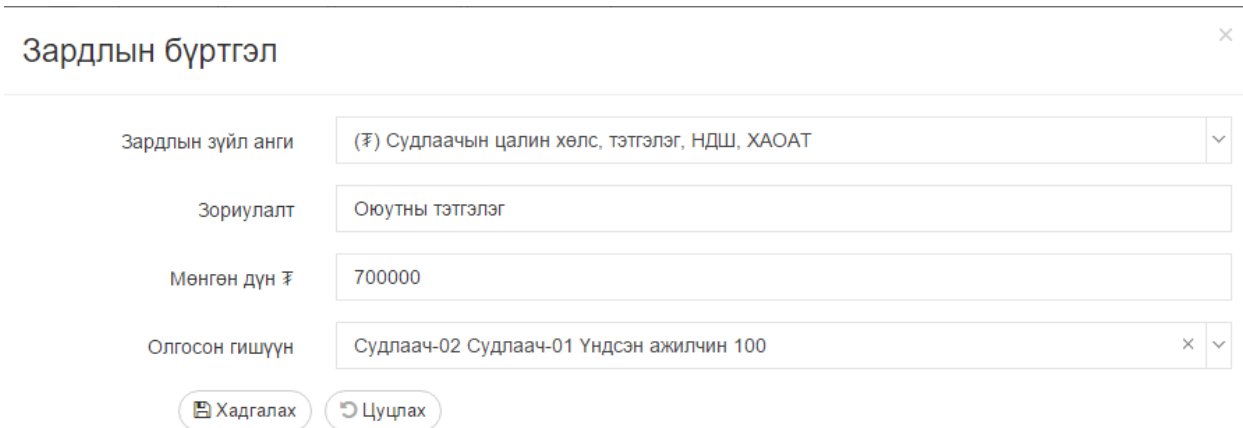 Зардлын бүртгэл
Зардлын зүйл анги (₮) Судлаачын цалин хөлс, тэтгэлэг, НДШ, ХАОАТ
Зориулалт Оюутны тэтгэлэг
Мөнгөн дүн ₮ 700000
Олгосон гишүүн Судлаач-02 Судлаач-01 Үндсэн ажилчин 100
Хадгалах Цуцлах